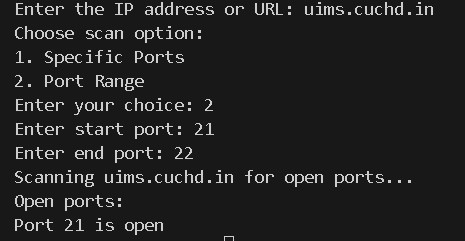 Enter the IP address or URL: uims.cuchd.in
Choose scan option:
1. Specific Ports
2. Port Range
Enter your choice: 2
Enter start port: 21
Enter end port: 22
Scanning uims.cuchd.in for open ports...
Open ports:
Port 21 is open